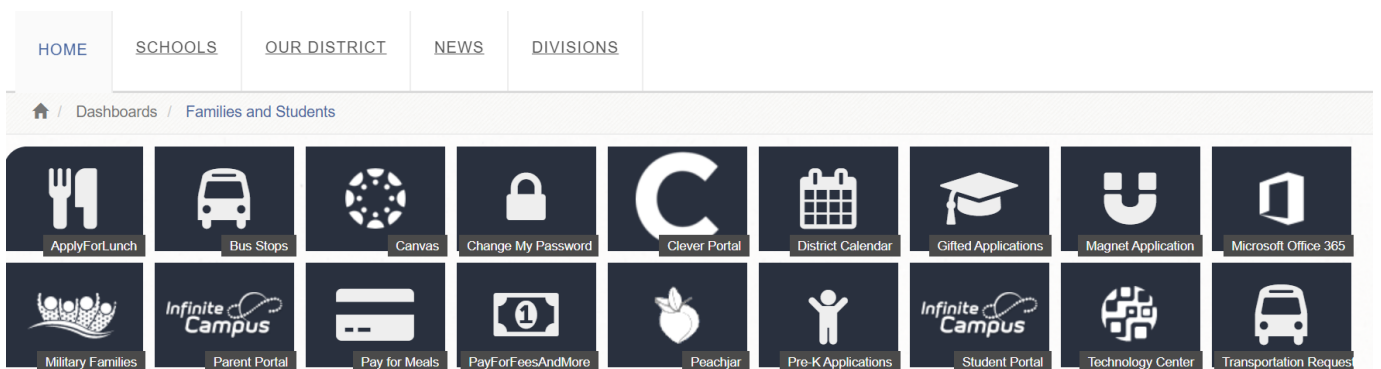 HOME SCHOOLS OUR DISTRICT NEWS DIVISIONS
/ Dashboards / Families and Students
ApplyForLunch Bus Stops Canvas Change My Password Clever Portal District Calendar Gifted Applications Magnet Application Microsoft Office 365
1
Infinite Campus Infinite Campus
Military Families Parent Portal Pay for Meals PayForFeesAndMore Peachjar Pre-K Applications Student Portal Technology Center Transportation Request